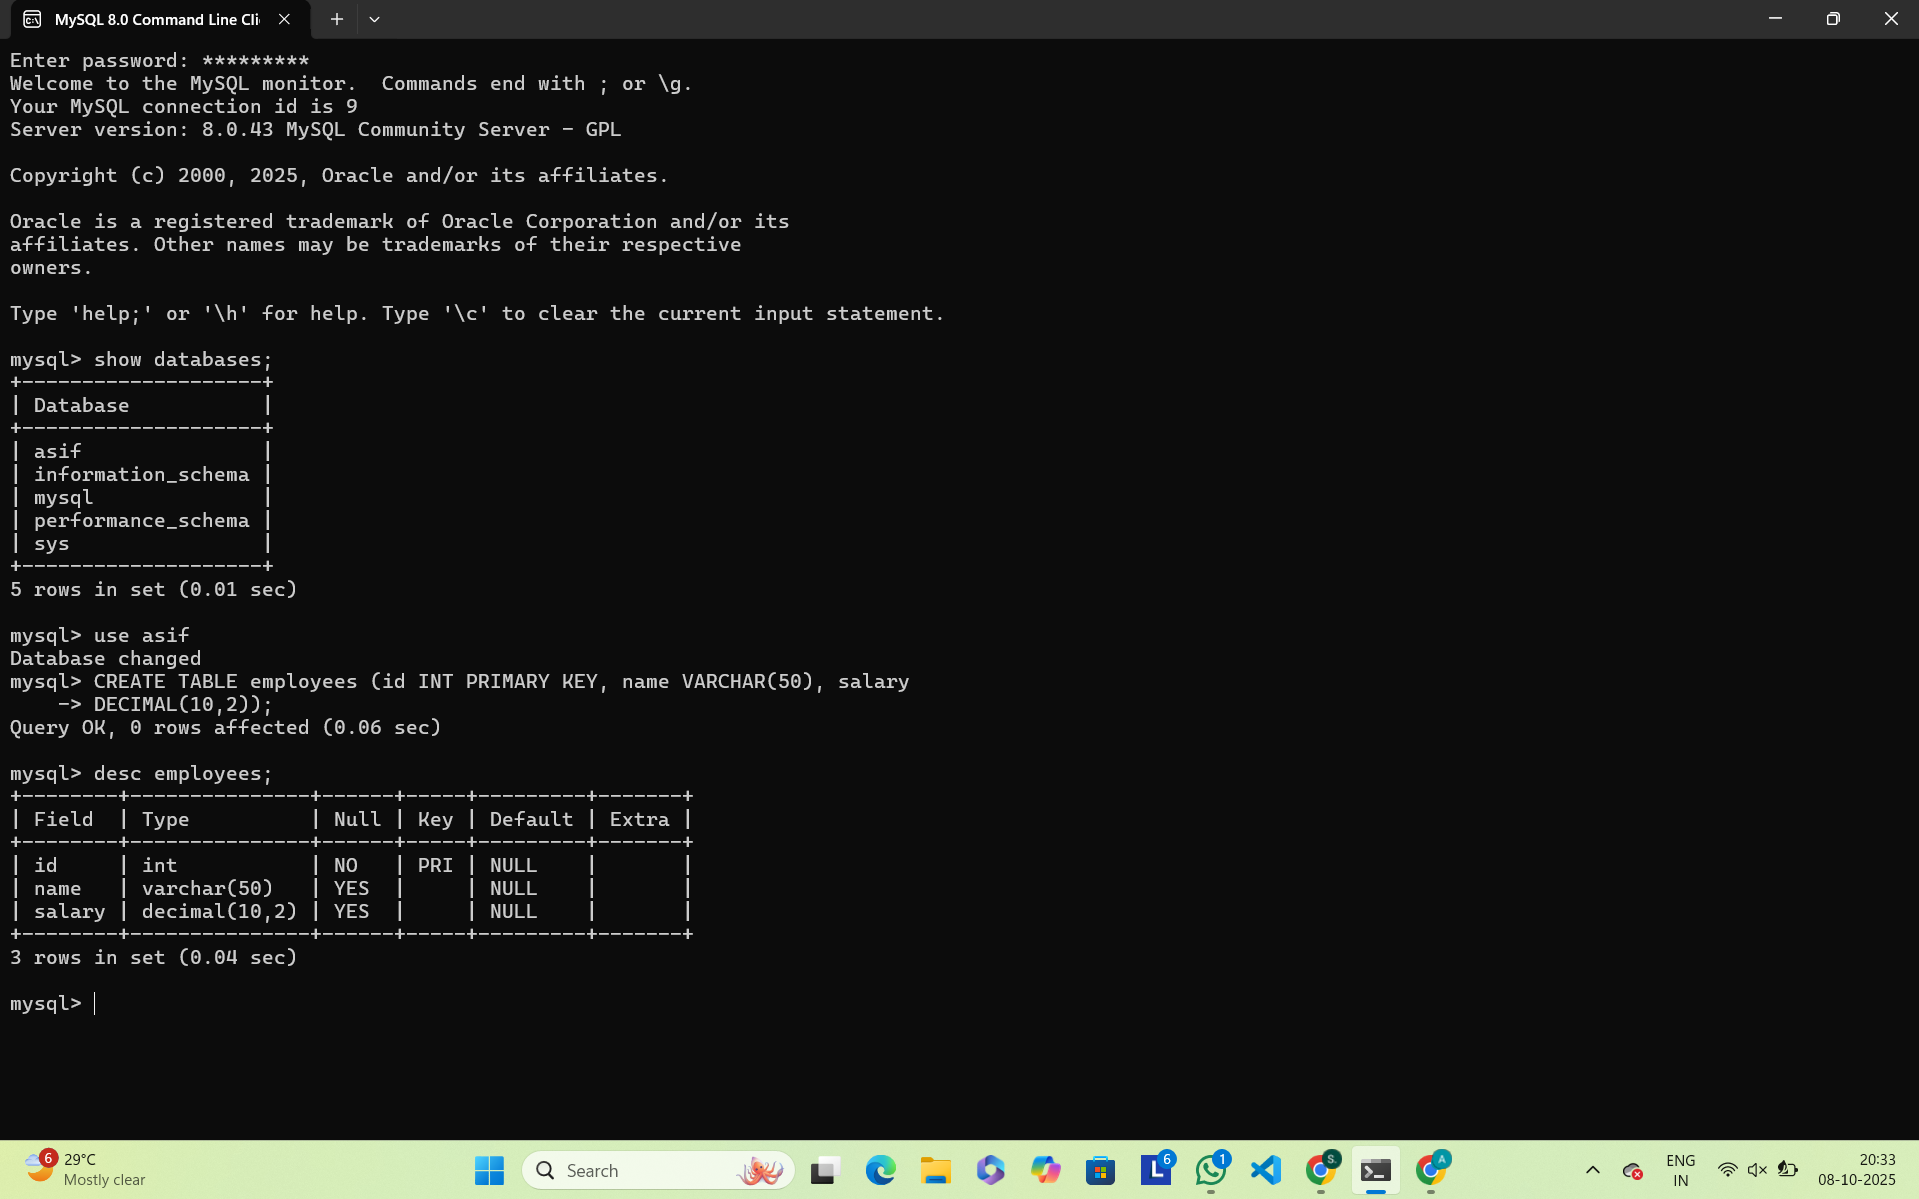 MySQL 8.0 Command Line Cli
Enter password: *********
Welcome to the MySQL monitor.  Commands end with ; or \g.
Your MySQL connection id is 9
Server version: 8.0.43 MySQL Community Server - GPL
Copyright (c) 2000, 2025, Oracle and/or its affiliates.
Oracle is a registered trademark of Oracle Corporation and/or its
affiliates. Other names may be trademarks of their respective
owners.
Type 'help;' or '\h' for help. Type '\c' to clear the current input statement.
mysql> show databases;
+--------------------+
| Database           |
+--------------------+
| asif               |
| information_schema |
| mysql              |
| performance_schema |
| sys                |
+--------------------+
5 rows in set (0.01 sec)
mysql> use asif
Database changed
mysql> CREATE TABLE employees (id INT PRIMARY KEY, name VARCHAR(50), salary
    -> DECIMAL(10,2));
Query OK, 0 rows affected (0.06 sec)
mysql> desc employees;
+--------+---------------+------+-----+---------+-------+
| Field  | Type          | Null | Key | Default | Extra |
+--------+---------------+------+-----+---------+-------+
| id     | int           | NO   | PRI | NULL    |       |
| name   | varchar(50)   | YES  |     | NULL    |       |
| salary | decimal(10,2) | YES  |     | NULL    |       |
+--------+---------------+------+-----+---------+-------+
3 rows in set (0.04 sec)
mysql>
6
29°C
Mostly clear
Search
L 6
1
S.
A
ENG
IN
20:33
08-10-2025